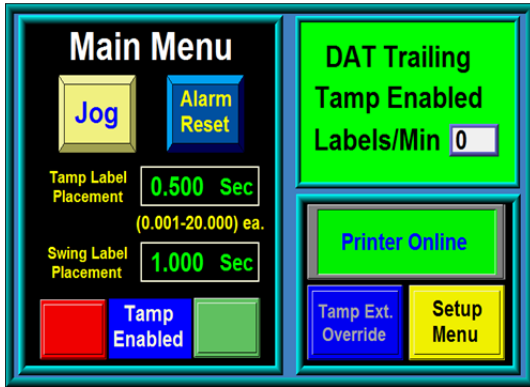 Main Menu
Jog
Alarm
Reset
Tamp Label
Placement
0.500 Sec
(0.001-20.000) ea.
Swing Label
Placement
1.000 Sec
Tamp
Enabled
DAT Trailing
Tamp Enabled
Labels/Min 0
Printer Online
Tamp Ext.
Override
Setup
Menu